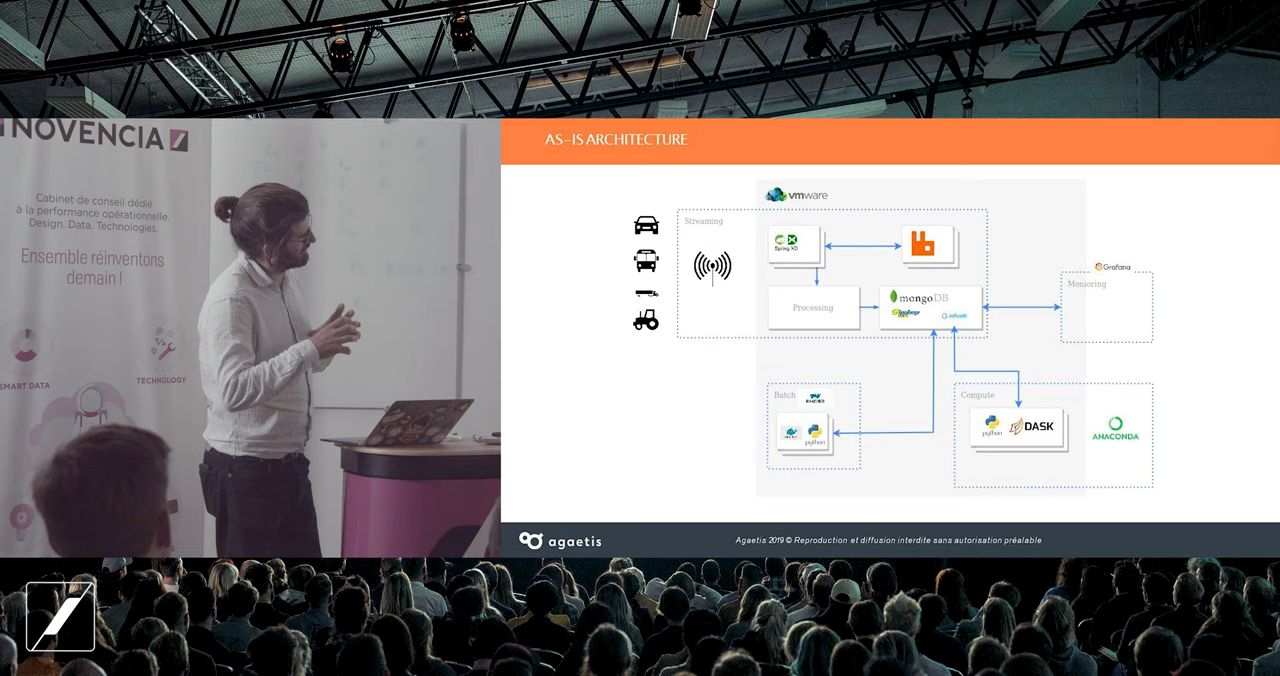 NOVENCIA
Cabinet de conseil dédié
à la performance opérationnelle.
Design. Data. Technologies.
Ensemble réinventons
demain !
SMART DATA
TECHNOLOGY
AS-IS ARCHITECTURE
vmware
Streaming
Spring XD
Processing
mongoDB
influxdb
Grafana
Monioring
Batch
RANCHER
docker
python
Compute
python
DASK
ANACONDA
agaetis
Agaetis 2019 © Reproduction et diffusion interdite sans autorisation préalable